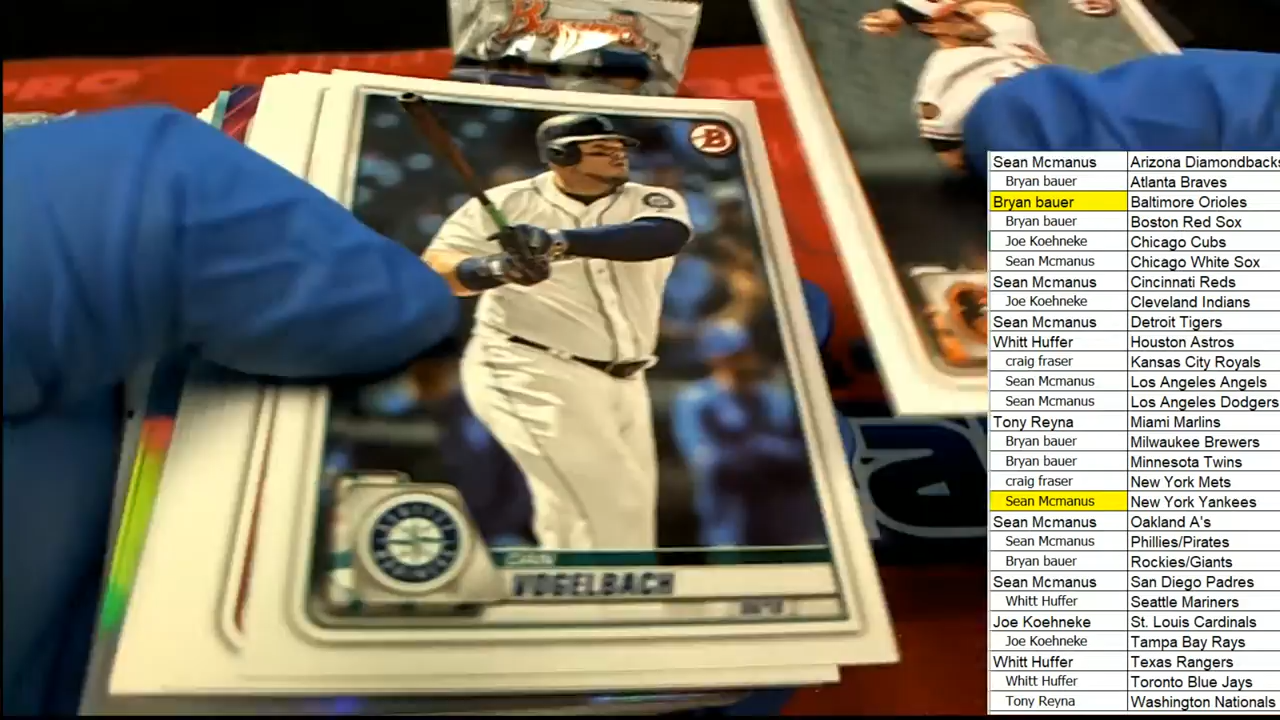 Bowman
PRO
B
DAN
VOGELBACH
Sean Mcmanus Arizona Diamondbacks
Bryan bauer Atlanta Braves
Bryan bauer Baltimore Orioles
Bryan bauer Boston Red Sox
Joe Koehneke Chicago Cubs
Sean Mcmanus Chicago White Sox
Sean Mcmanus Cincinnati Reds
Joe Koehneke Cleveland Indians
Sean Mcmanus Detroit Tigers
Whitt Huffer Houston Astros
craig fraser Kansas City Royals
Sean Mcmanus Los Angeles Angels
Sean Mcmanus Los Angeles Dodgers
Tony Reyna Miami Marlins
Bryan bauer Milwaukee Brewers
Bryan bauer Minnesota Twins
craig fraser New York Mets
Sean Mcmanus New York Yankees
Sean Mcmanus Oakland A's
Sean Mcmanus Phillies/Pirates
Bryan bauer Rockies/Giants
Sean Mcmanus San Diego Padres
Whitt Huffer Seattle Mariners
Joe Koehneke St. Louis Cardinals
Joe Koehneke Tampa Bay Rays
Whitt Huffer Texas Rangers
Whitt Huffer Toronto Blue Jays
Tony Reyna Washington Nationals